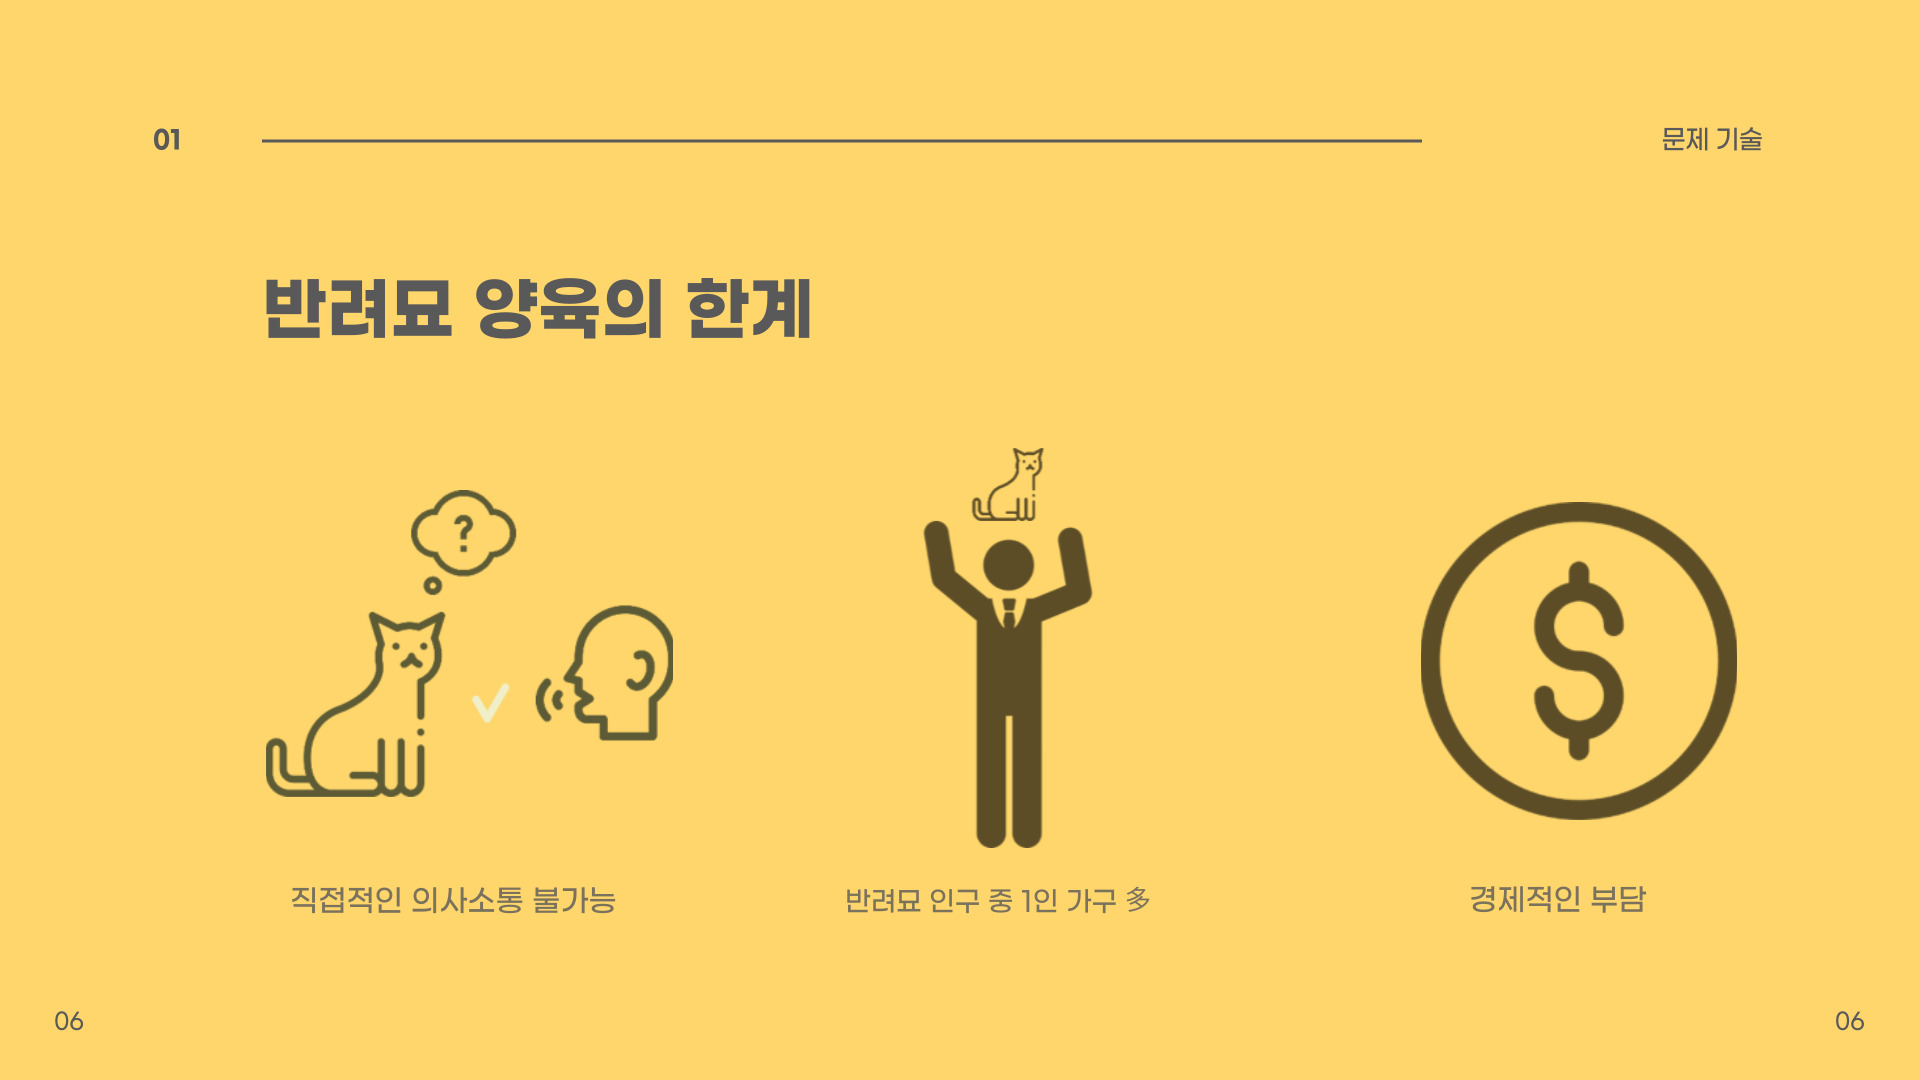 01
문제 기술
반려묘 양육의 한계
?
직접적인 의사소통 불가능
반려묘 인구 중 1인 가구 多
경제적인 부담
06
06